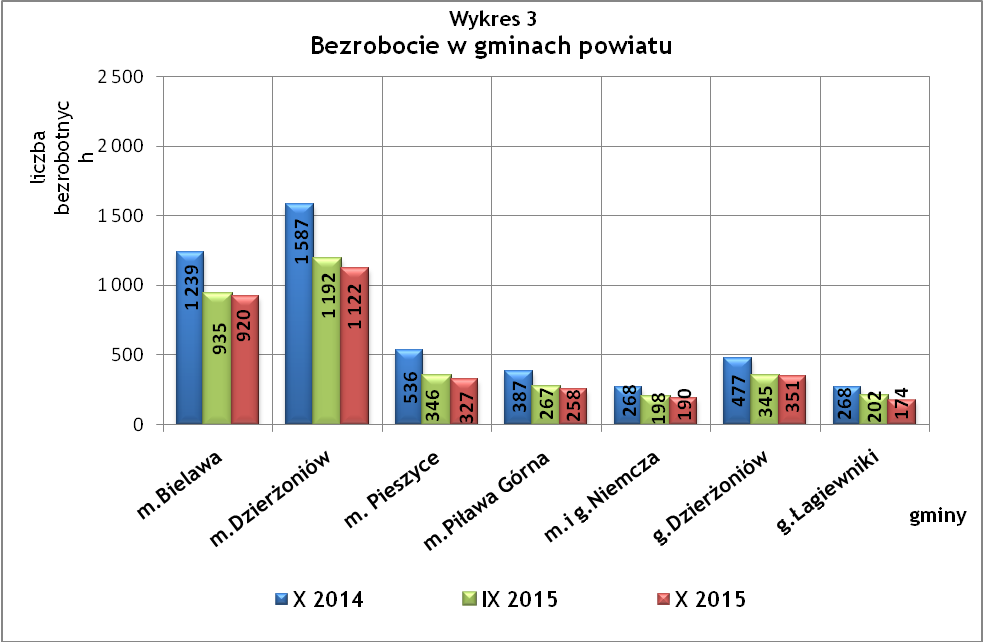 Wykres 3
Bezrobocie w gminach powiatu
liczba
bezrobotnyc
h
2 500
2 000
1 500
1 000
500
0
1 239
935
920
1 587
1 192
1 122
536
346
327
387
267
258
268
198
190
477
345
351
268
202
174
m.Bielawa
m.Dzierżoniów
m. Pieszyce
m.Piława Górna
m.i g.Niemcza
g.Dzierżoniów
g.Łagiewniki
gminy
X 2014
IX 2015
X 2015